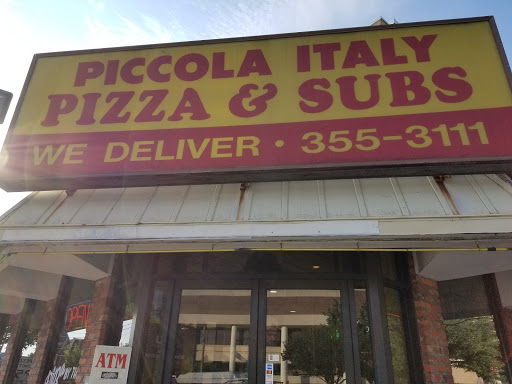 PICCOLA ITALY
PIZZA & SUBS
WE DELIVER • 355-3111
ATM